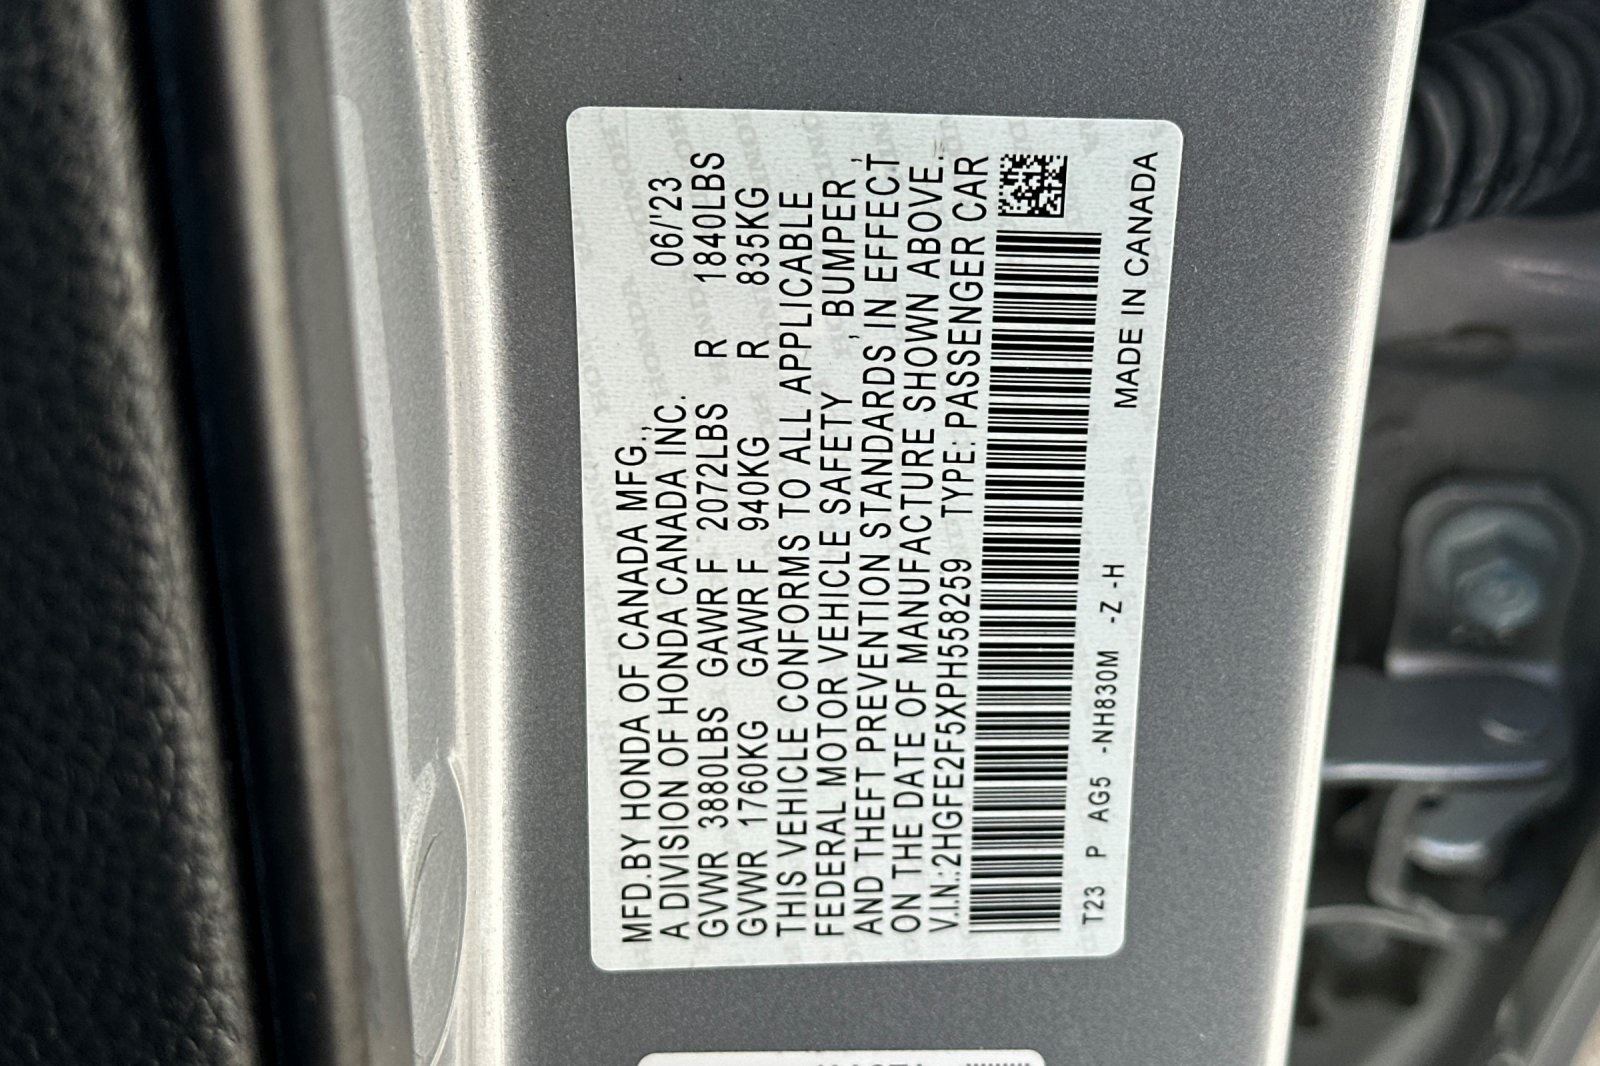 MFD.BY HONDA OF CANADA MFG.,
A DIVISION OF HONDA CANADA INC. 06/'23
GVWR 3880LBS GAWR F 2072LBS R 1840LBS
GVWR 1760KG GAWR F 940KG R 835KG
THIS VEHICLE CONFORMS TO ALL APPLICABLE
FEDERAL MOTOR VEHICLE SAFETY , BUMPER,
AND THEFT PREVENTION STANDARDS IN EFFECT
ON THE DATE OF MANUFACTURE SHOWN ABOVE.
V.I.N.:2HGFE2F5XPH558259 TYPE: PASSENGER CAR
T23 P AG5 -NH830M -Z -H MADE IN CANADA